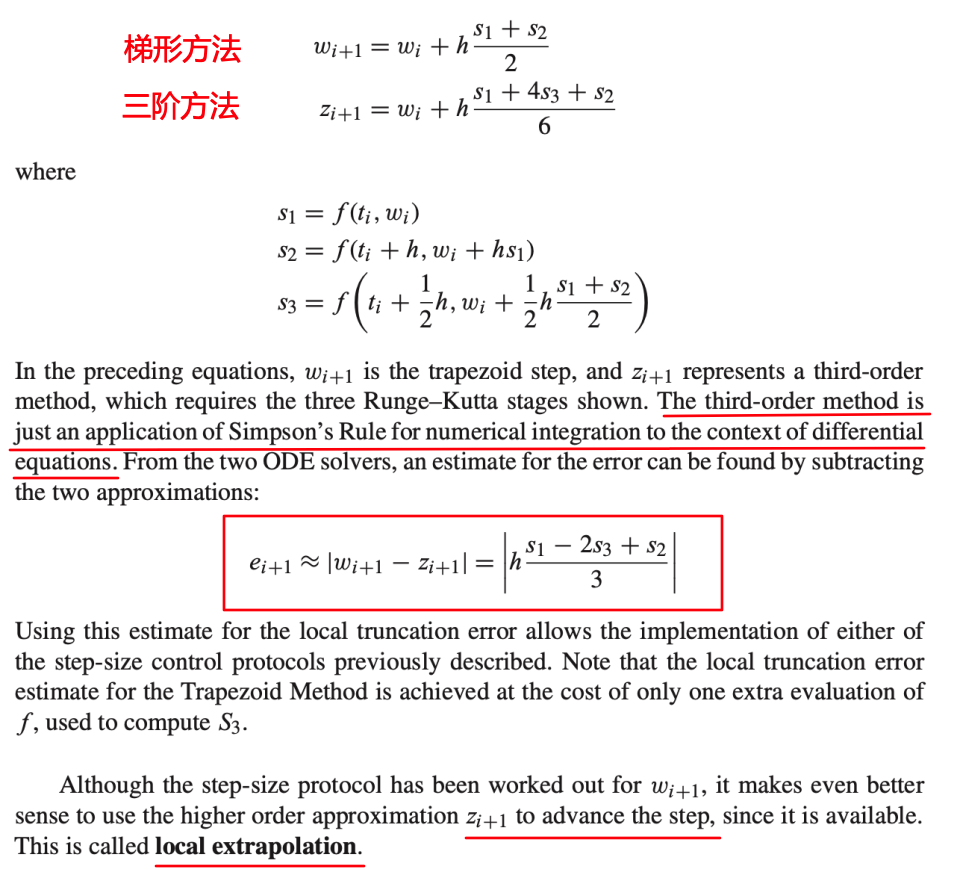 梯形方法 w_{i+1} = w_i + h \frac{s_1 + s_2}{2}
三阶方法 z_{i+1} = w_i + h \frac{s_1 + 4s_3 + s_2}{6}
where
s_1 = f(t_i, w_i)
s_2 = f(t_i + h, w_i + hs_1)
s_3 = f\left(t_i + \frac{1}{2}h, w_i + \frac{1}{2}h\frac{s_1 + s_2}{2}\right)
In the preceding equations, w_{i+1} is the trapezoid step, and z_{i+1} represents a third-order
method, which requires the three Runge–Kutta stages shown. The third-order method is
just an application of Simpson's Rule for numerical integration to the context of differential
equations. From the two ODE solvers, an estimate for the error can be found by subtracting
the two approximations:
e_{i+1} ≈ |w_{i+1} − z_{i+1}| = \left|h\frac{s_1 − 2s_3 + s_2}{3}\right|
Using this estimate for the local truncation error allows the implementation of either of
the step-size control protocols previously described. Note that the local truncation error
estimate for the Trapezoid Method is achieved at the cost of only one extra evaluation of
f, used to compute S_3.
Although the step-size protocol has been worked out for w_{i+1}, it makes even better
sense to use the higher order approximation z_{i+1} to advance the step, since it is available.
This is called local extrapolation.